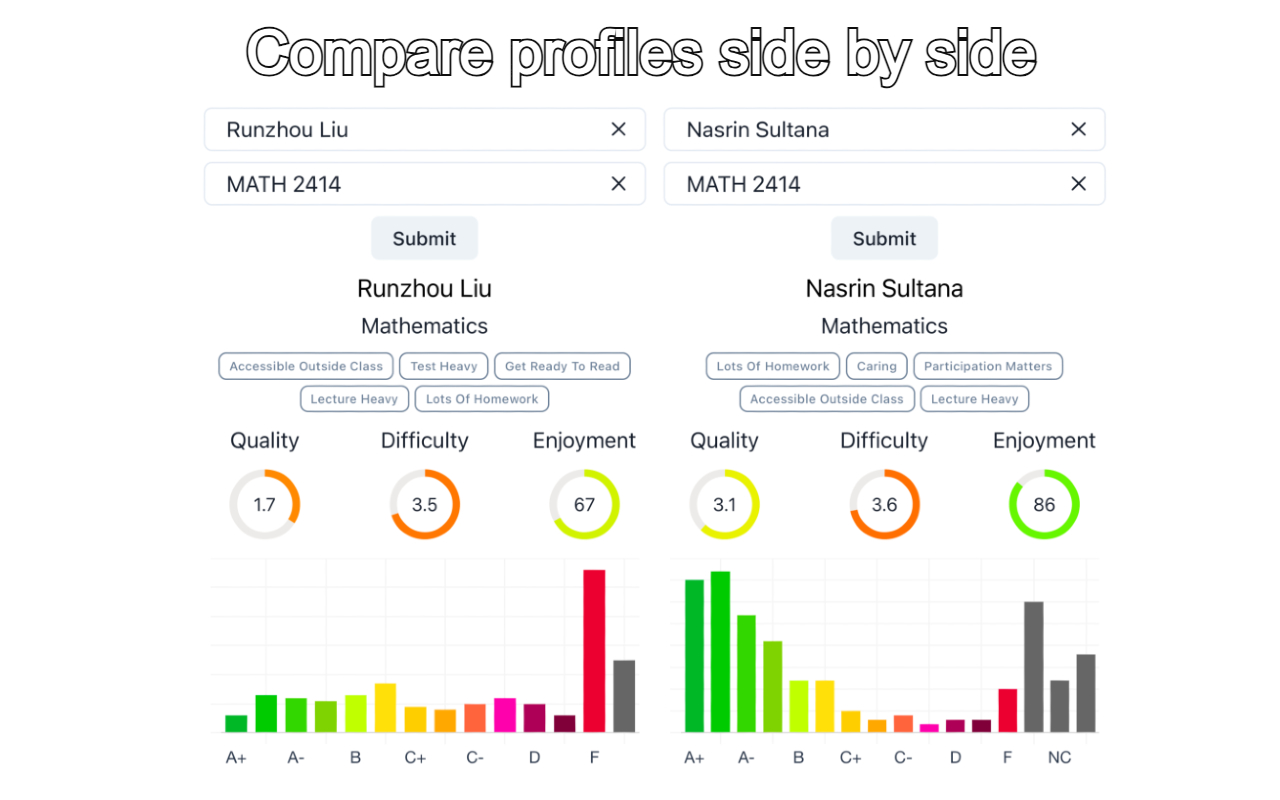 Compare profiles side by side
Runzhou Liu
MATH 2414
Submit
Runzhou Liu
Mathematics
Accessible Outside Class Test Heavy Get Ready To Read
Lecture Heavy Lots Of Homework
Quality Difficulty Enjoyment
1.7 3.5 67
A+ A- B C+ C- D F
Nasrin Sultana
MATH 2414
Submit
Nasrin Sultana
Mathematics
Lots Of Homework Caring Participation Matters
Accessible Outside Class Lecture Heavy
Quality Difficulty Enjoyment
3.1 3.6 86
A+ A- B C+ C- D F NC